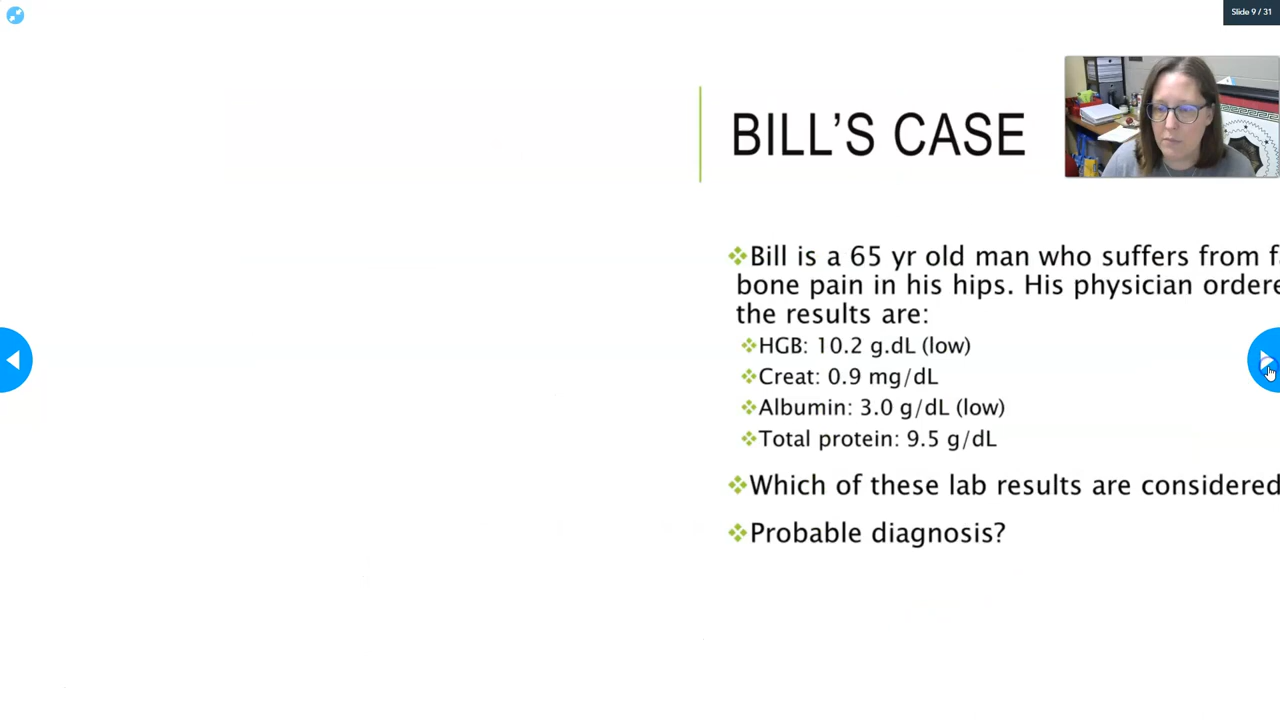 Slide 9 / 31
BILL'S CASE
❖Bill is a 65 yr old man who suffers from
bone pain in his hips. His physician
the results are:
❖HGB: 10.2 g.dL (low)
❖Creat: 0.9 mg/dL
❖Albumin: 3.0 g/dL (low)
❖Total protein: 9.5 g/dL
❖Which of these lab results are considered
❖Probable diagnosis?